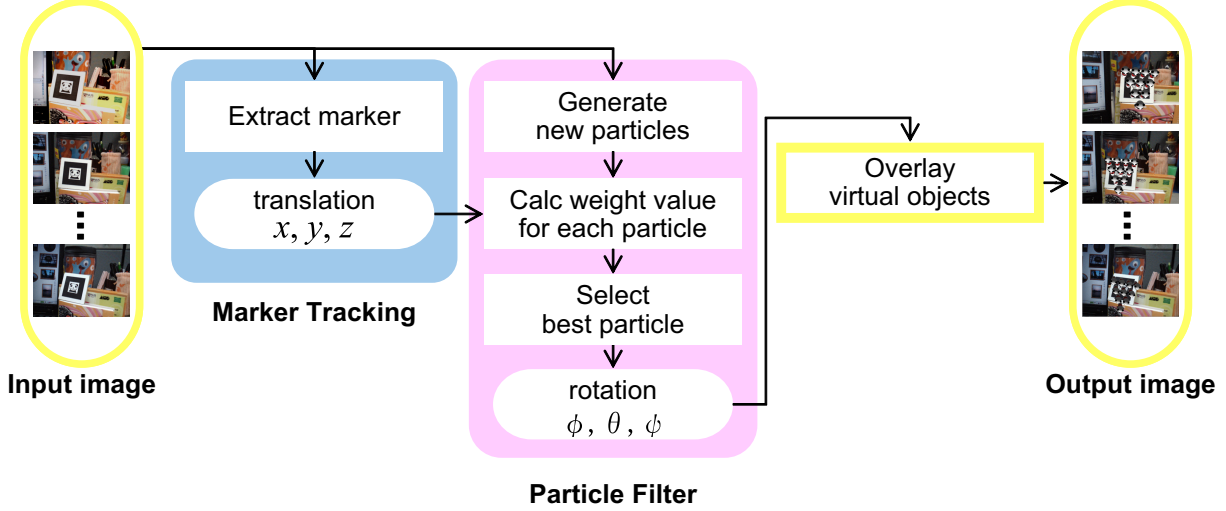 Input image
Extract marker
translation
x, y, z
Marker Tracking
Generate
new particles
Calc weight value
for each particle
Select
best particle
rotation
ϕ, θ, ψ
Particle Filter
Overlay
virtual objects
Output image